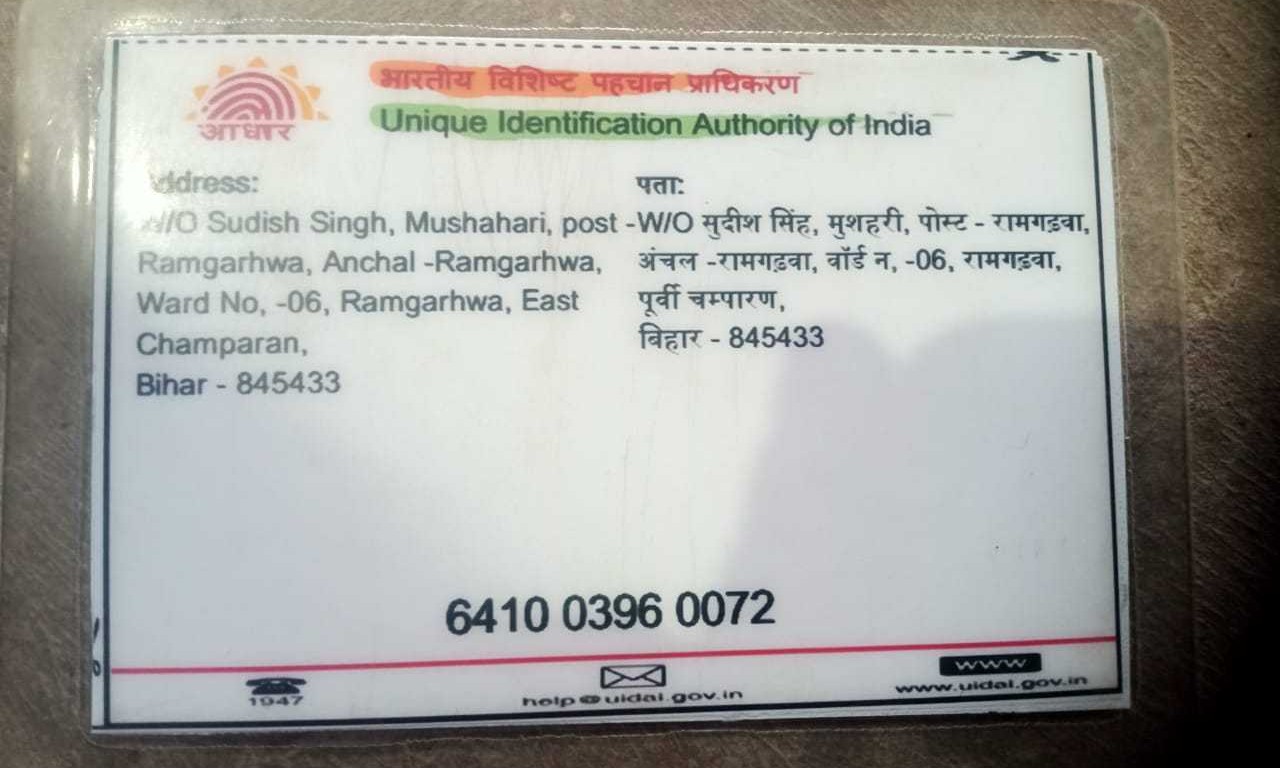 भारतीय विशिष्ट पहचान प्राधिकरण
Unique Identification Authority of India
आधार
Address:
W/O Sudish Singh, Mushahari, post -
Ramgarhwa, Anchal -Ramgarhwa,
Ward No, -06, Ramgarhwa, East
Champaran,
Bihar - 845433
पता:
W/O सुदीश सिंह, मुशहरी, पोस्ट - रामगढ़वा,
अंचल -रामगढ़वा, वॉर्ड न, -06, रामगढ़वा,
पूर्वी चम्पारण,
बिहार - 845433
6410 0396 0072
1947
help@uidai.gov.in
www
www.uidai.gov.in